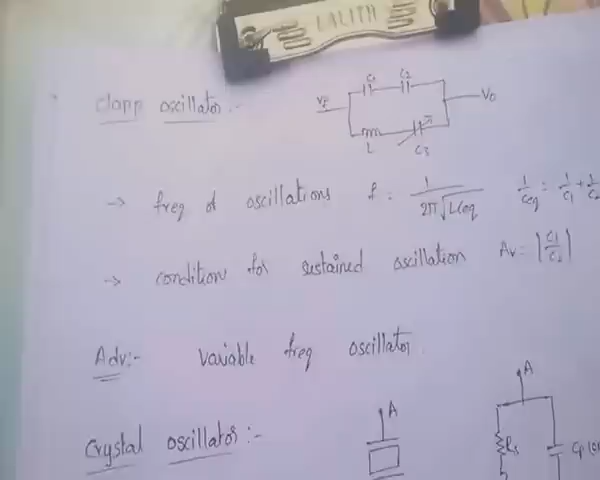 LALITH
clapp oscillator :-
C1 C2
VF VO
L C3
→ freq of oscillations f = 1/2π√LCeq 1/Ceq = 1/C1 + 1/C2
→ condition for sustained oscillation Av = |C1/C2|
Adv:- Variable freq oscillator
A
A
Crystal oscillator :-
Rs